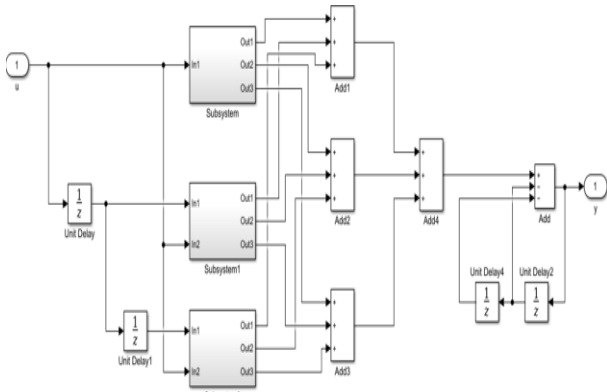 1
u
In1
Out1
Out2
Out3
Subsystem
+
+
+
Add1
1
z
Unit Delay
In1
In2
Out1
Out2
Out3
Subsystem1
+
+
+
Add2
+
+
+
Add4
+
−
−
Add
1
y
1
z
Unit Delay1
In1
In2
Out1
Out2
Out3
+
+
+
Add3
Unit Delay4
1
z
Unit Delay2
1
z